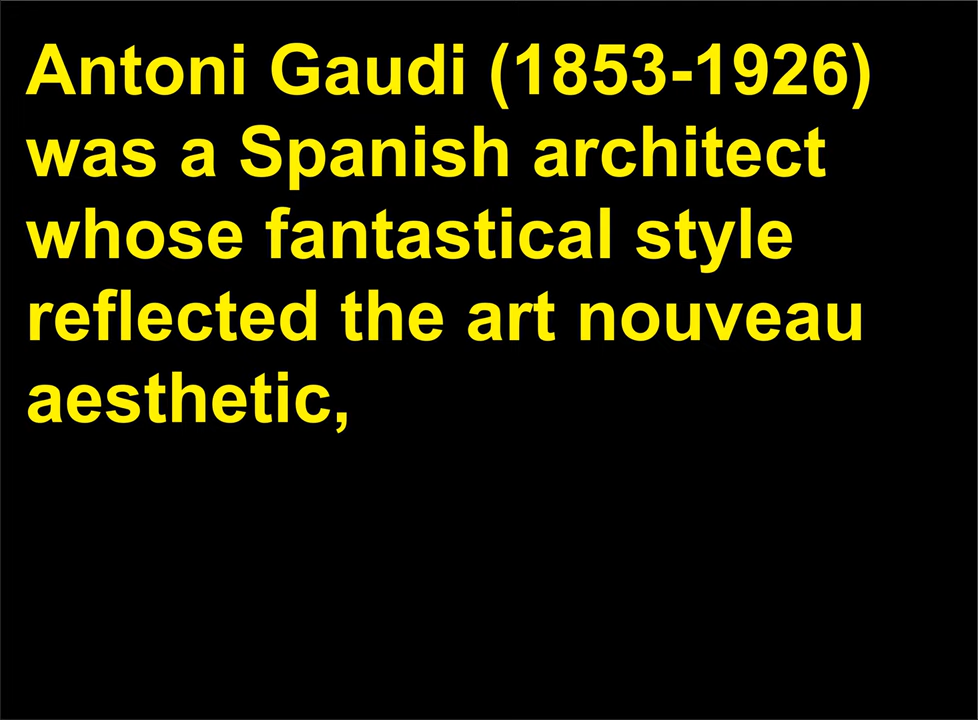 Antoni Gaudi (1853-1926)
was a Spanish architect
whose fantastical style
reflected the art nouveau
aesthetic,